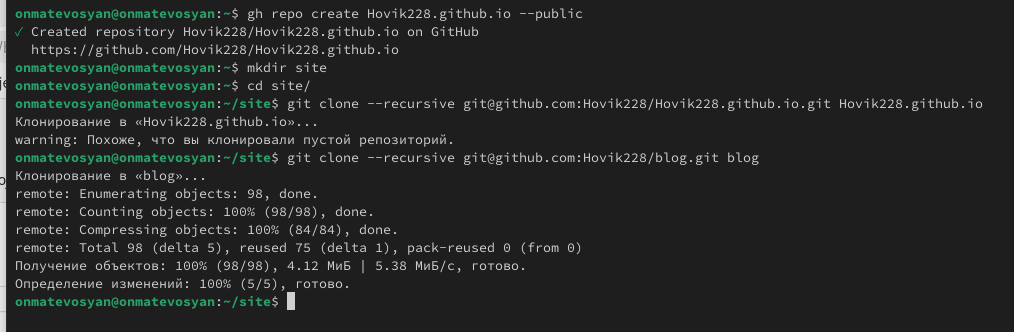 onmatevosyan@onmatevosyan:~$ gh repo create Hovik228.github.io --public
✓ Created repository Hovik228/Hovik228.github.io on GitHub
  https://github.com/Hovik228/Hovik228.github.io
onmatevosyan@onmatevosyan:~$ mkdir site
onmatevosyan@onmatevosyan:~$ cd site/
onmatevosyan@onmatevosyan:~/site$ git clone --recursive git@github.com:Hovik228/Hovik228.github.io.git Hovik228.github.io
Клонирование в «Hovik228.github.io»...
warning: Похоже, что вы клонировали пустой репозиторий.
onmatevosyan@onmatevosyan:~/site$ git clone --recursive git@github.com:Hovik228/blog.git blog
Клонирование в «blog»...
remote: Enumerating objects: 98, done.
remote: Counting objects: 100% (98/98), done.
remote: Compressing objects: 100% (84/84), done.
remote: Total 98 (delta 5), reused 75 (delta 1), pack-reused 0 (from 0)
Получение объектов: 100% (98/98), 4.12 МиБ | 5.38 МиБ/с, готово.
Определение изменений: 100% (5/5), готово.
onmatevosyan@onmatevosyan:~/site$